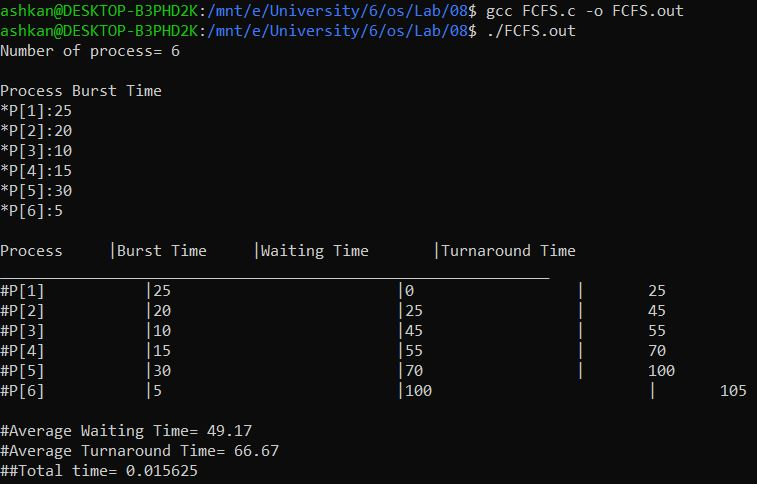 ashkan@DESKTOP-B3PHD2K:/mnt/e/University/6/os/Lab/08$ gcc FCFS.c -o FCFS.out
ashkan@DESKTOP-B3PHD2K:/mnt/e/University/6/os/Lab/08$ ./FCFS.out
Number of process= 6
Process Burst Time
*P[1]:25
*P[2]:20
*P[3]:10
*P[4]:15
*P[5]:30
*P[6]:5
Process |Burst Time |Waiting Time |Turnaround Time
#P[1] |25 |0 | 25
#P[2] |20 |25 | 45
#P[3] |10 |45 | 55
#P[4] |15 |55 | 70
#P[5] |30 |70 | 100
#P[6] |5 |100 | 105
#Average Waiting Time= 49.17
#Average Turnaround Time= 66.67
##Total time= 0.015625